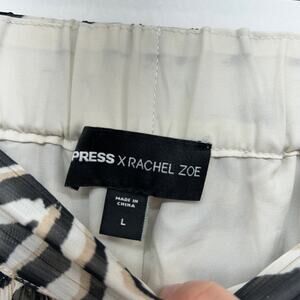 PRESS X RACHEL ZOE
MADE IN
CHINA
L